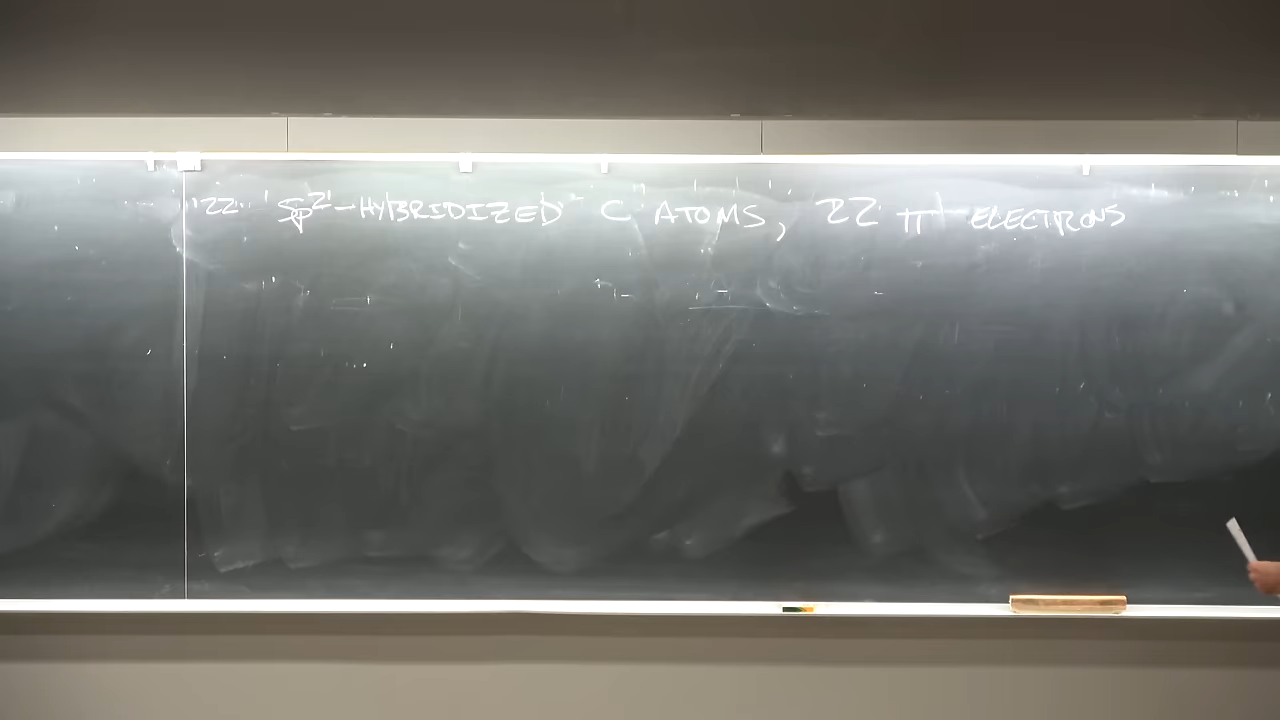 22 sp²-HYBRIDIZED C ATOMS, 22 π ELECTRONS